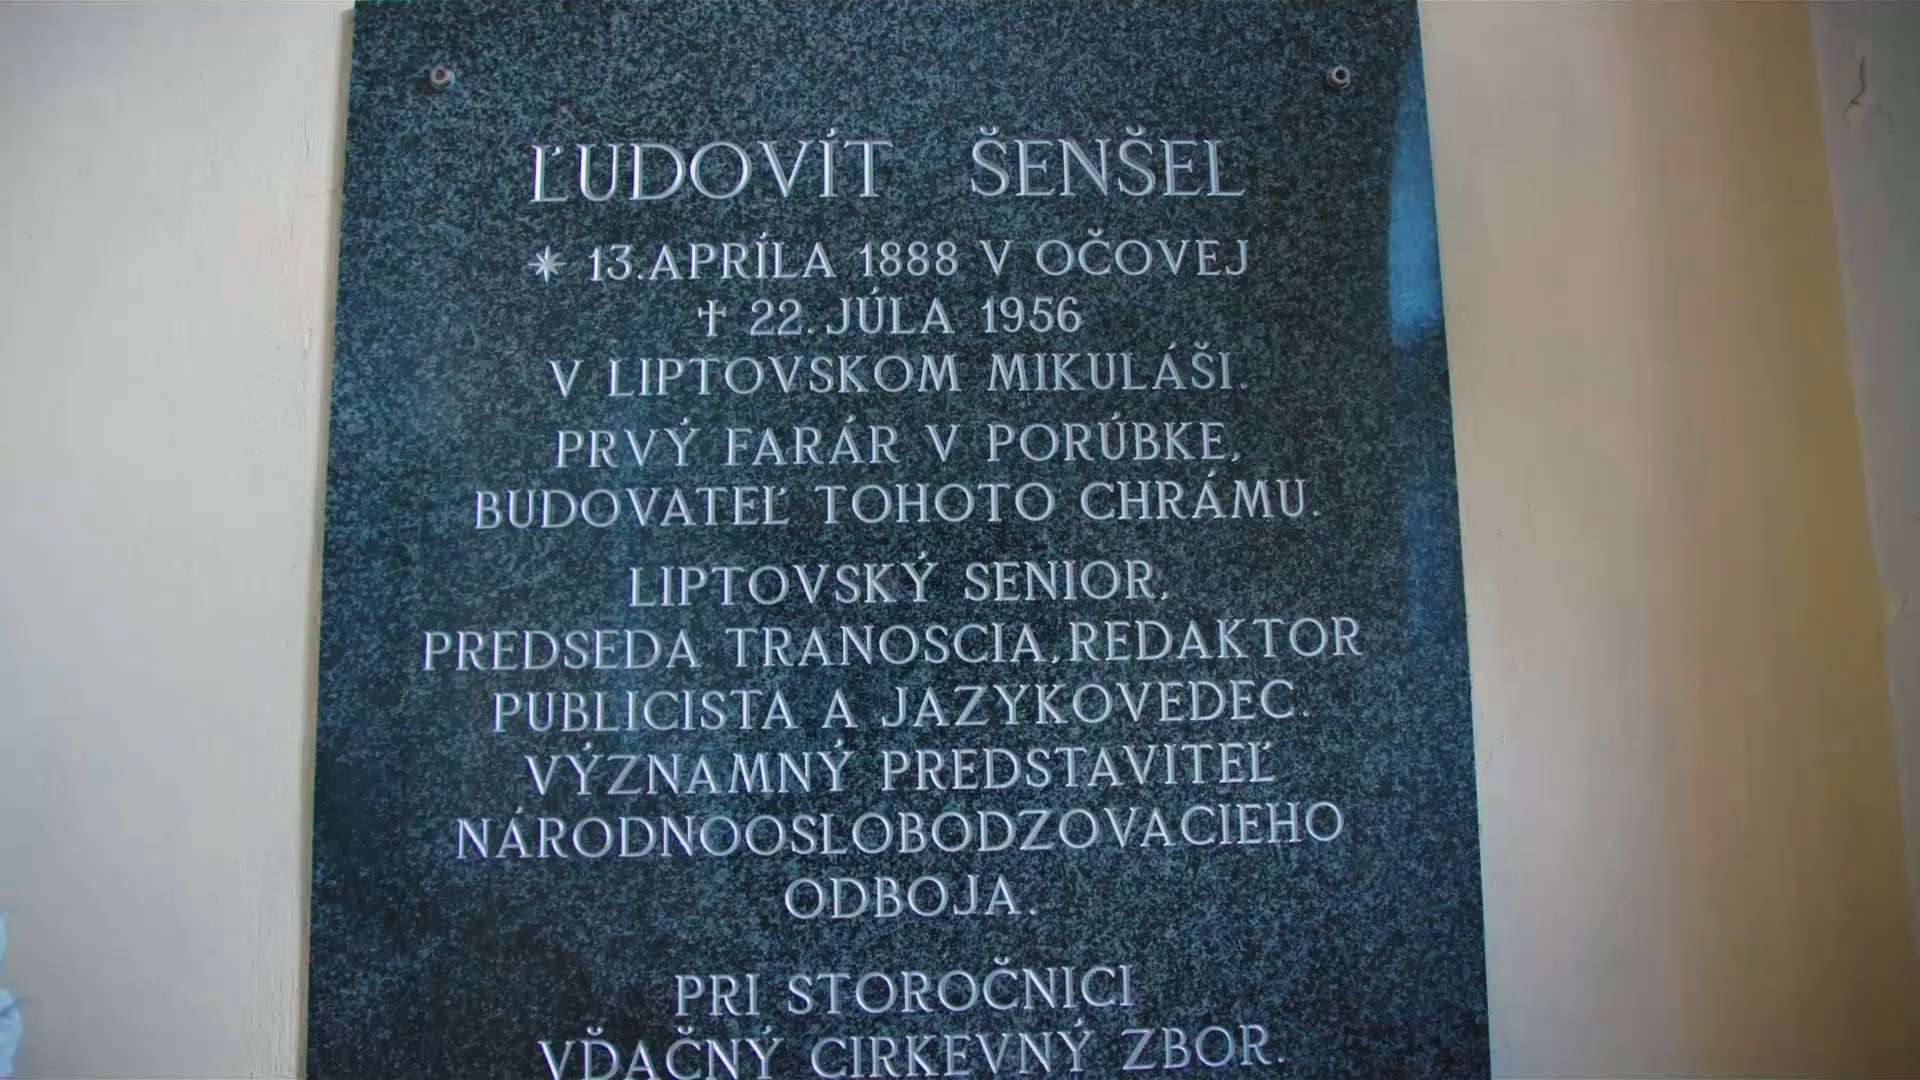 ĽUDOVÍT ŠENŠEL
* 13. APRÍLA 1888 V OČOVEJ
† 22. JÚLA 1956
V LIPTOVSKOM MIKULÁŠI.
PRVÝ FARÁR V PORÚBKE,
BUDOVATEĽ TOHOTO CHRÁMU.
LIPTOVSKÝ SENIOR,
PREDSEDA TRANOSCIA, REDAKTOR
PUBLICISTA A JAZYKOVEDEC.
VÝZNAMNÝ PREDSTAVITEĽ
NÁRODNOOSLOBODZOVACIEHO
ODBOJA.
PRI STOROČNICI
VĎAČNÝ CIRKEVNÝ ZBOR.